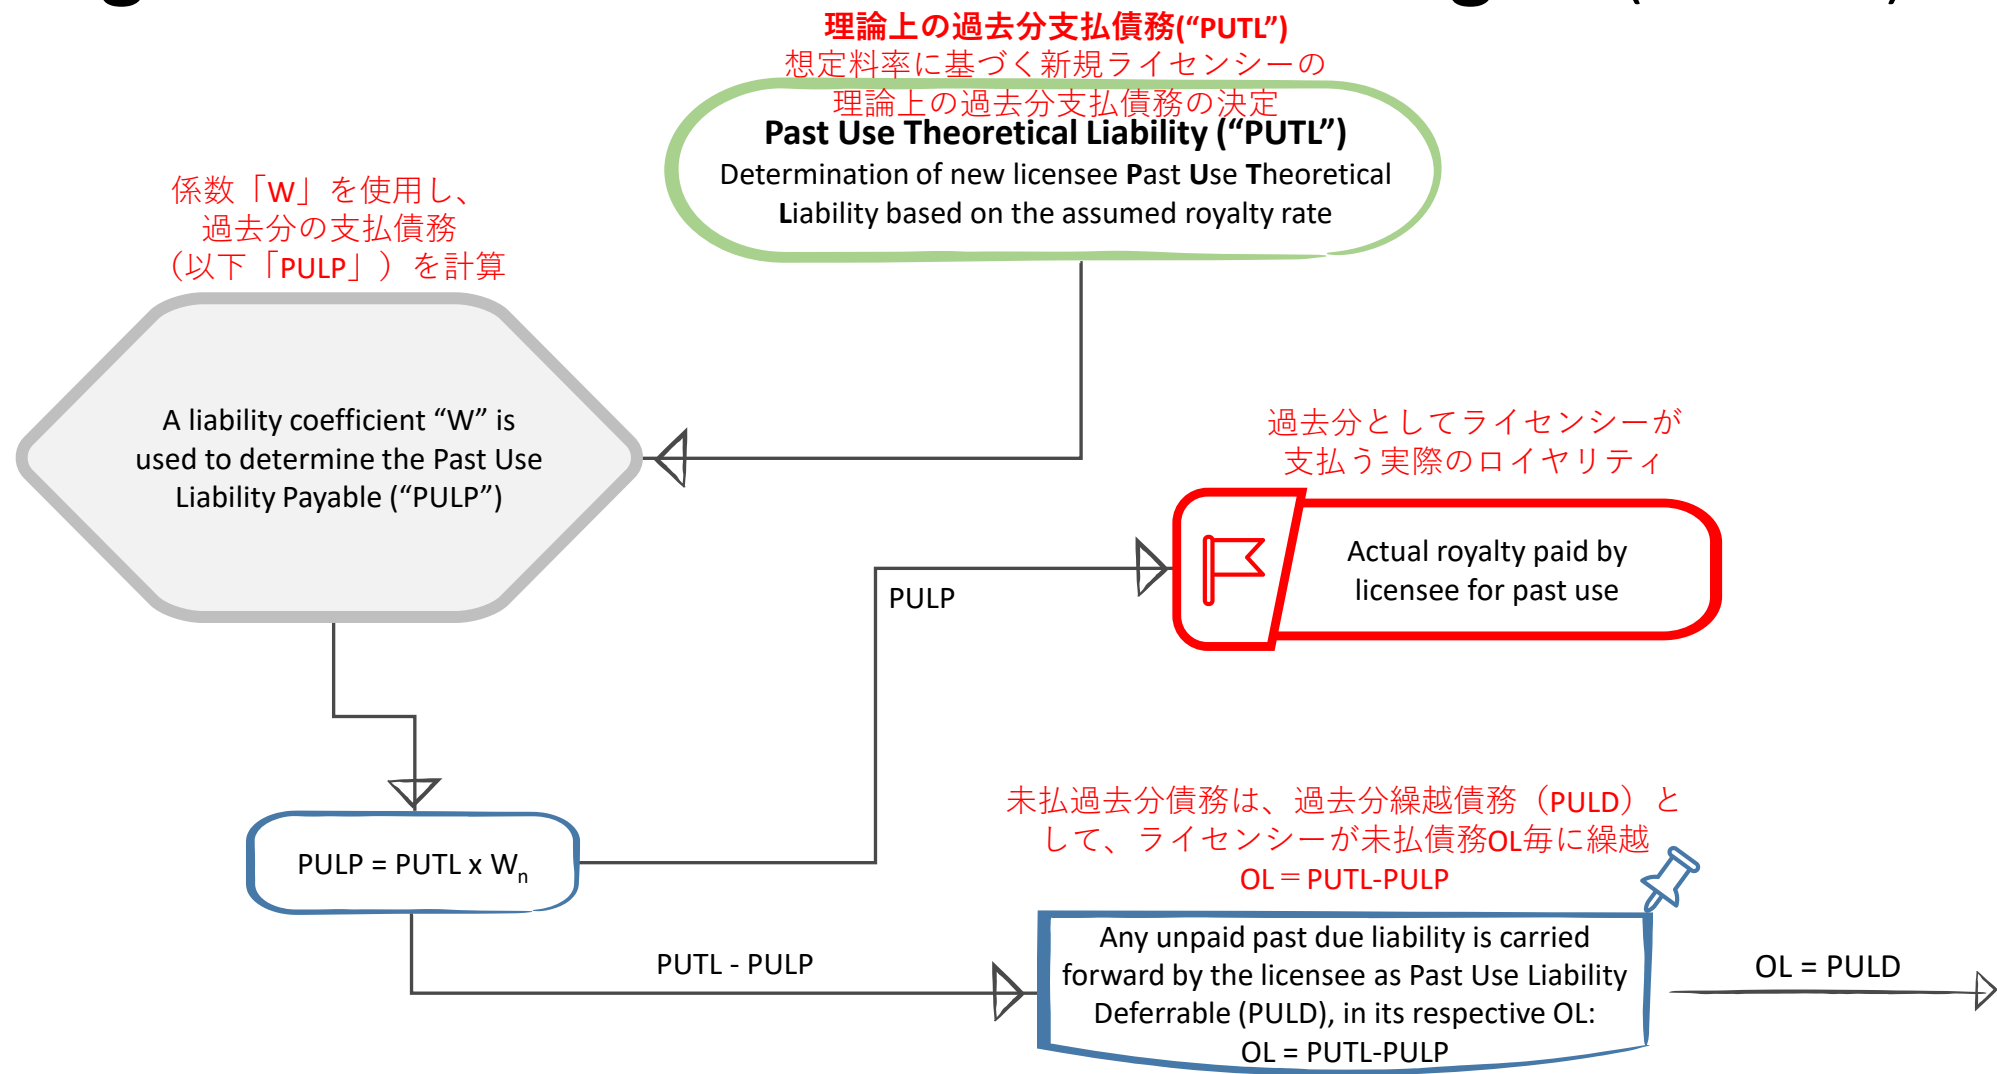 理論上の過去分支払債務(“PUTL”)
想定料率に基づく新規ライセンシーの
理論上の過去分支払債務の決定
Past Use Theoretical Liability (“PUTL”)
Determination of new licensee Past Use Theoretical
Liability based on the assumed royalty rate
係数「W」を使用し、
過去分の支払債務
（以下「PULP」）を計算
A liability coefficient “W” is
used to determine the Past Use
Liability Payable (“PULP”)
過去分としてライセンシーが
支払う実際のロイヤリティ
Actual royalty paid by
licensee for past use
PULP
PULP = PUTL x Wn
未払過去分債務は、過去分繰越債務（PULD）と
して、ライセンシーが未払債務OL毎に繰越
OL＝PUTL-PULP
PUTL - PULP
Any unpaid past due liability is carried
forward by the licensee as Past Use Liability
Deferrable (PULD), in its respective OL:
OL = PUTL-PULP
OL = PULD